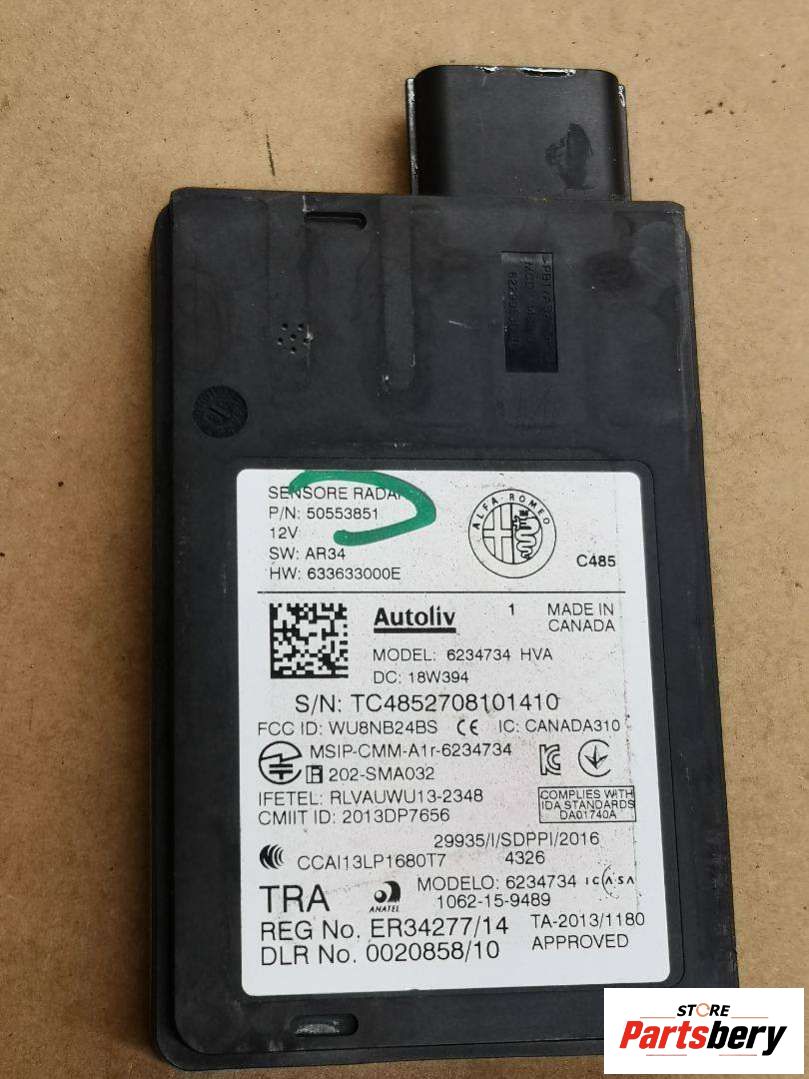 SENSORE RADAR
P/N: 50553851
12V
SW: AR34
HW: 633633000E
ALFA-ROMEO
C485
Autoliv
1
MADE IN
CANADA
MODEL: 6234734 HVA
DC: 18W394
S/N: TC4852708101410
FCC ID: WU8NB24BS CE IC: CANADA310
MSIP-CMM-A1r-6234734
R 202-SMA032
IFETEL: RLVAUWU13-2348
CMIIT ID: 2013DP7656
COMPLIES WITH
IDA STANDARDS
DA01740A
29935/I/SDPPI/2016
4326
CCAI13LP1680T7
TRA
ANATEL
MODELO: 6234734
1062-15-9489
ICASA
REG No. ER34277/14
DLR No. 0020858/10
TA-2013/1180
APPROVED
STORE
Partsbery